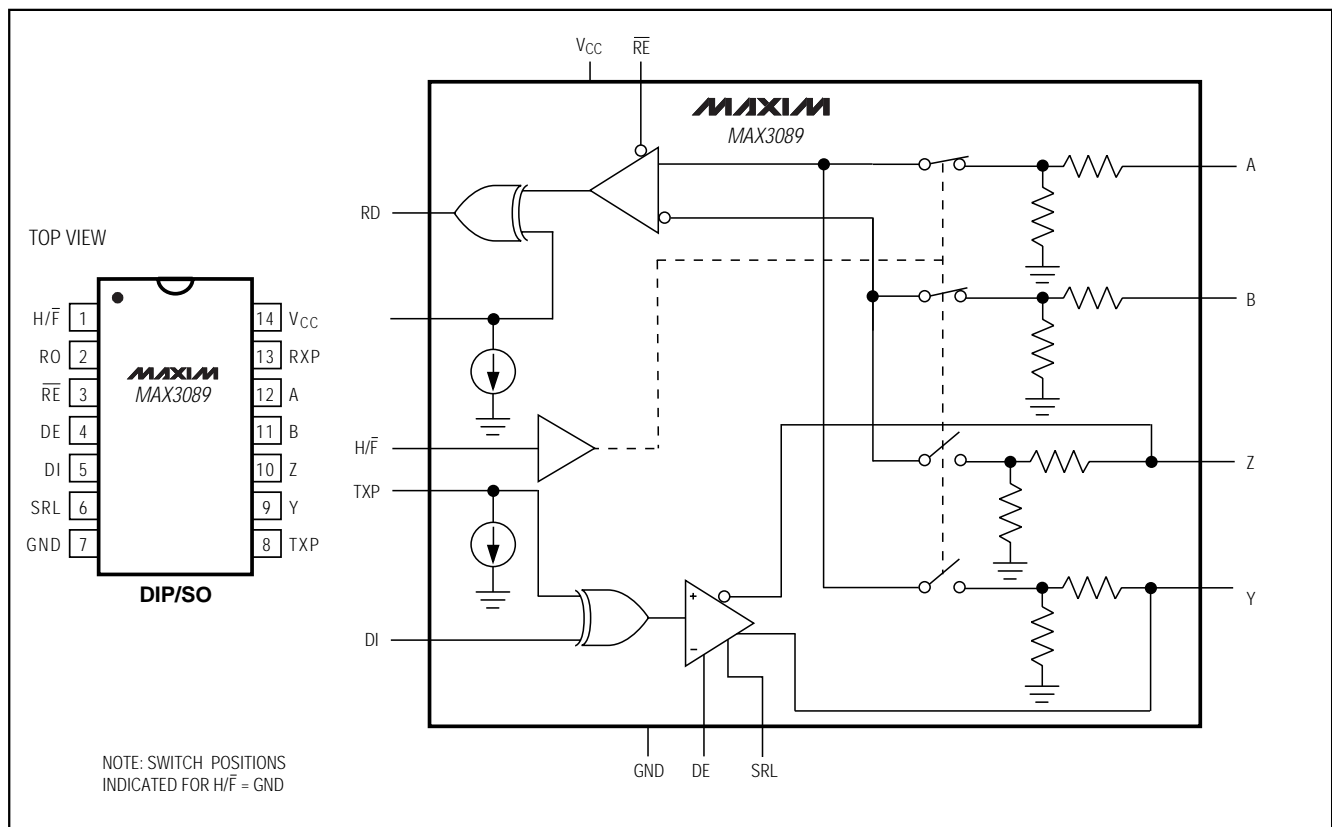 TOP VIEW
MAXIM
MAX3089
H/F̅ 1
RO 2
R̅E̅ 3
DE 4
DI 5
SRL 6
GND 7
14 VCC
13 RXP
12 A
11 B
10 Z
9 Y
8 TXP
DIP/SO
NOTE: SWITCH POSITIONS
INDICATED FOR H/F̅ = GND
VCC
R̅E̅
MAXIM
MAX3089
RD
H/F̅
TXP
DI
+
–
A
B
Z
Y
GND
DE
SRL